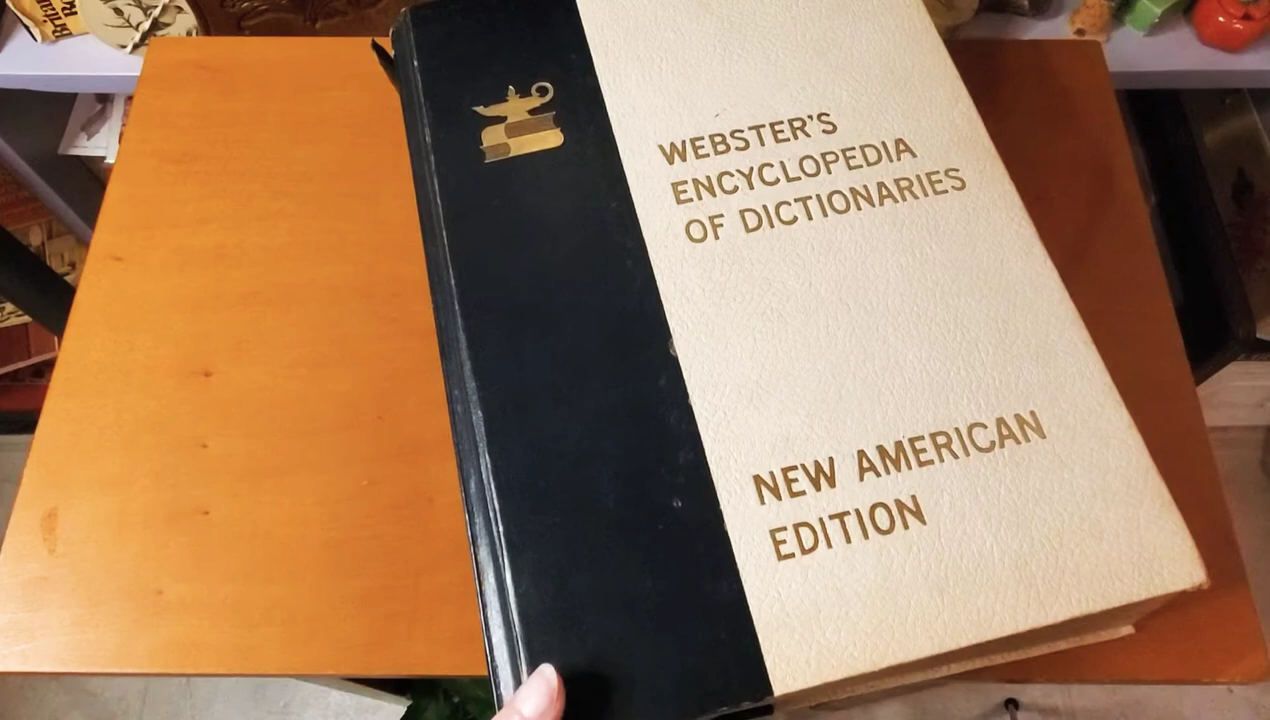 WEBSTER'S
ENCYCLOPEDIA
OF DICTIONARIES
NEW AMERICAN
EDITION